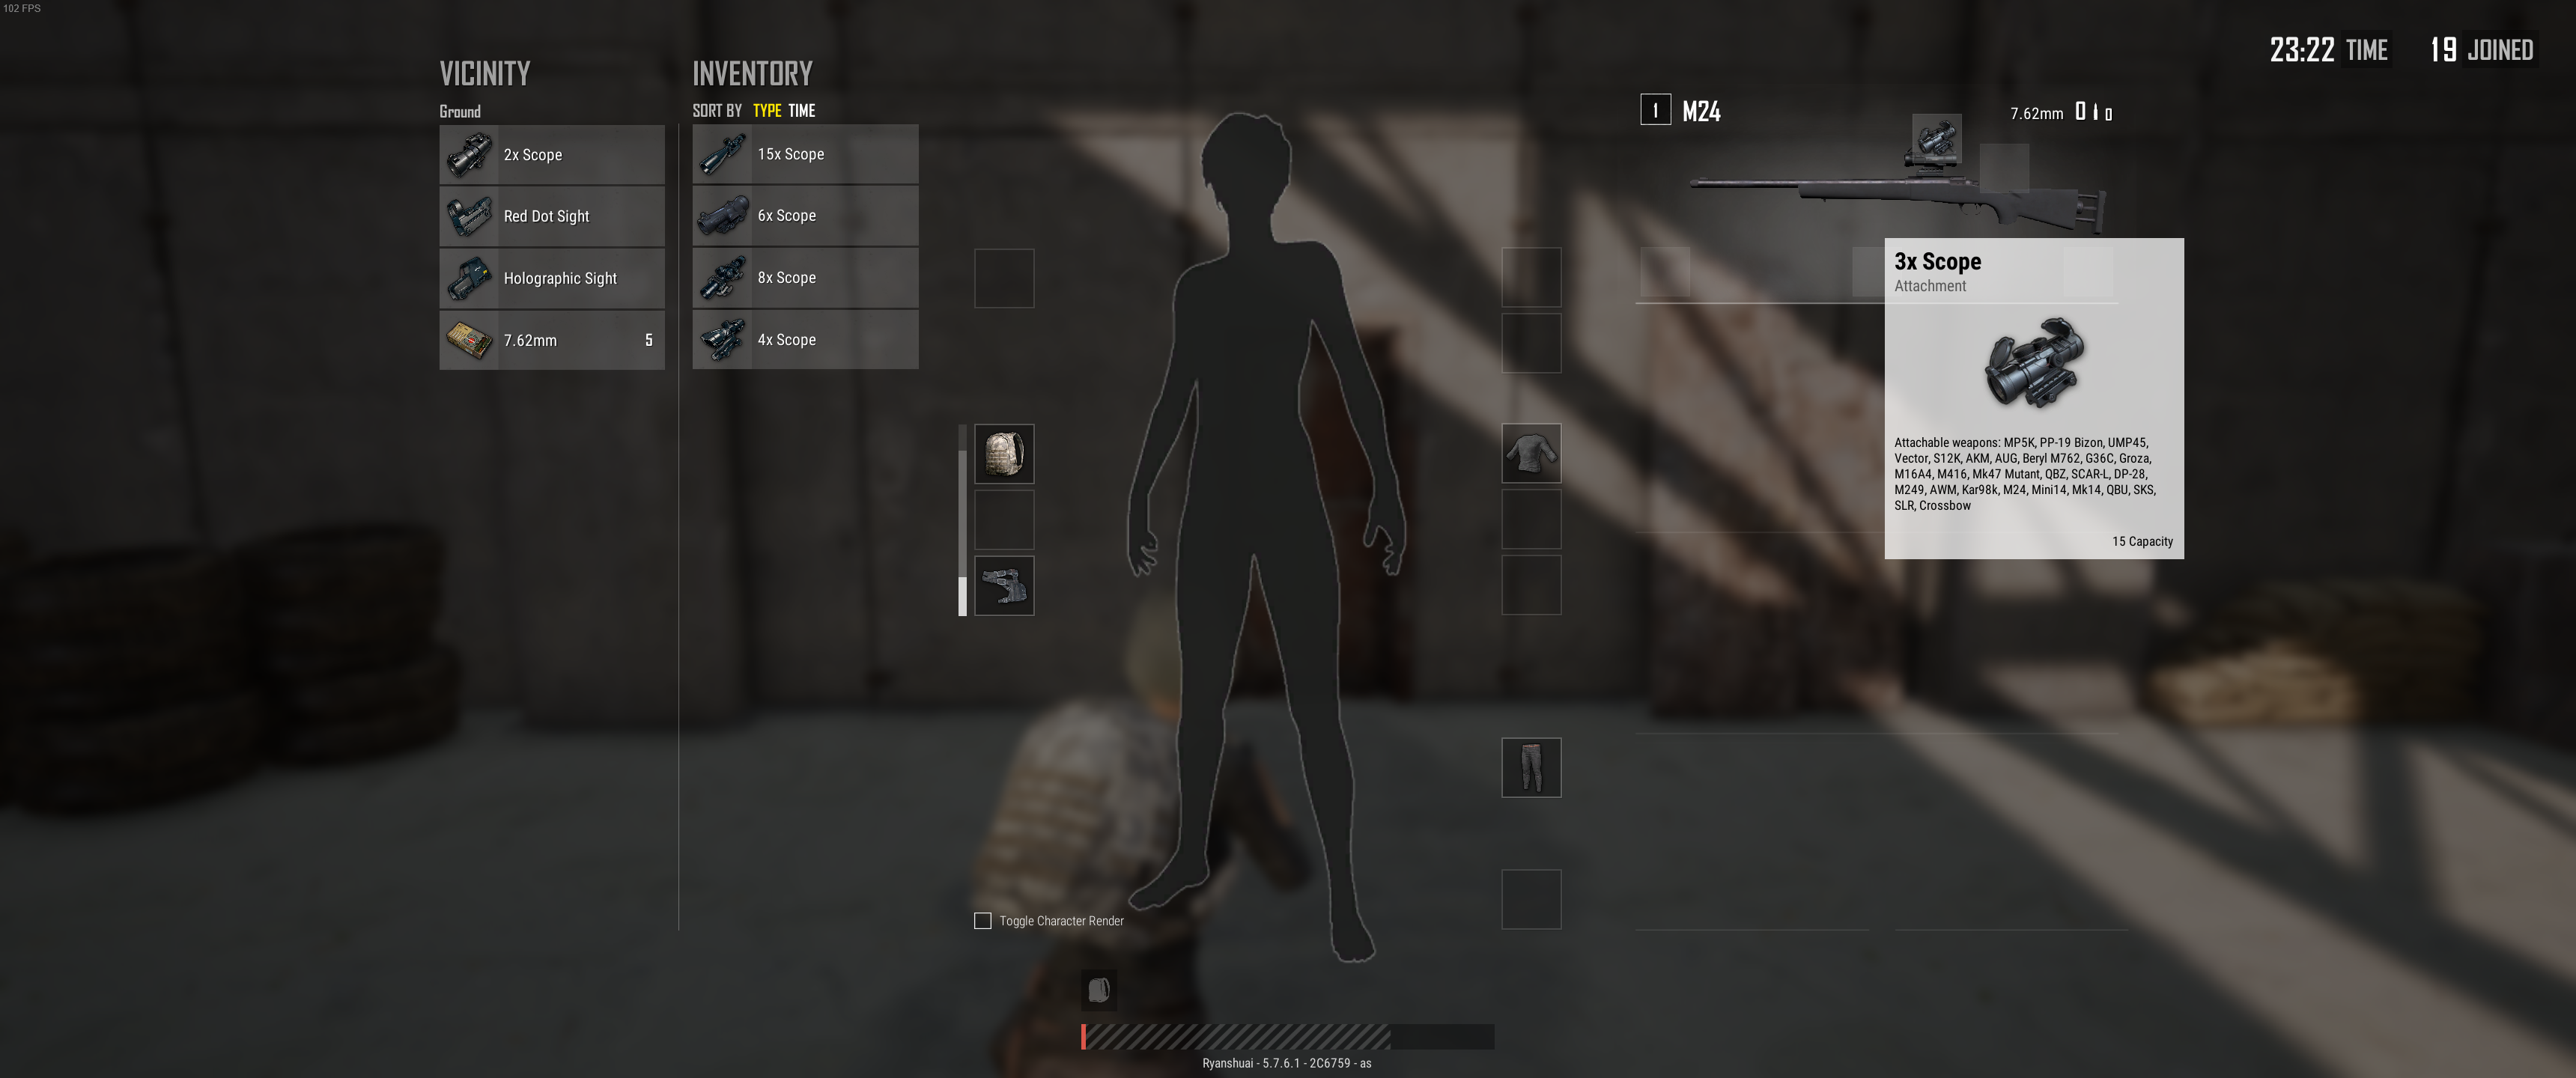 102 FPS
23:22 TIME 19 JOINED
VICINITY
Ground
2x Scope
Red Dot Sight
Holographic Sight
7.62mm 5
INVENTORY
SORT BY TYPE TIME
15x Scope
6x Scope
8x Scope
4x Scope
Toggle Character Render
1 M24 7.62mm 0 0
3x Scope
Attachment
Attachable weapons: MP5K, PP-19 Bizon, UMP45,
Vector, S12K, AKM, AUG, Beryl M762, G36C, Groza,
M16A4, M416, Mk47 Mutant, QBZ, SCAR-L, DP-28,
M249, AWM, Kar98k, M24, Mini14, Mk14, QBU, SKS,
SLR, Crossbow
15 Capacity
Ryanshuai - 5.7.6.1 - 2C6759 - as